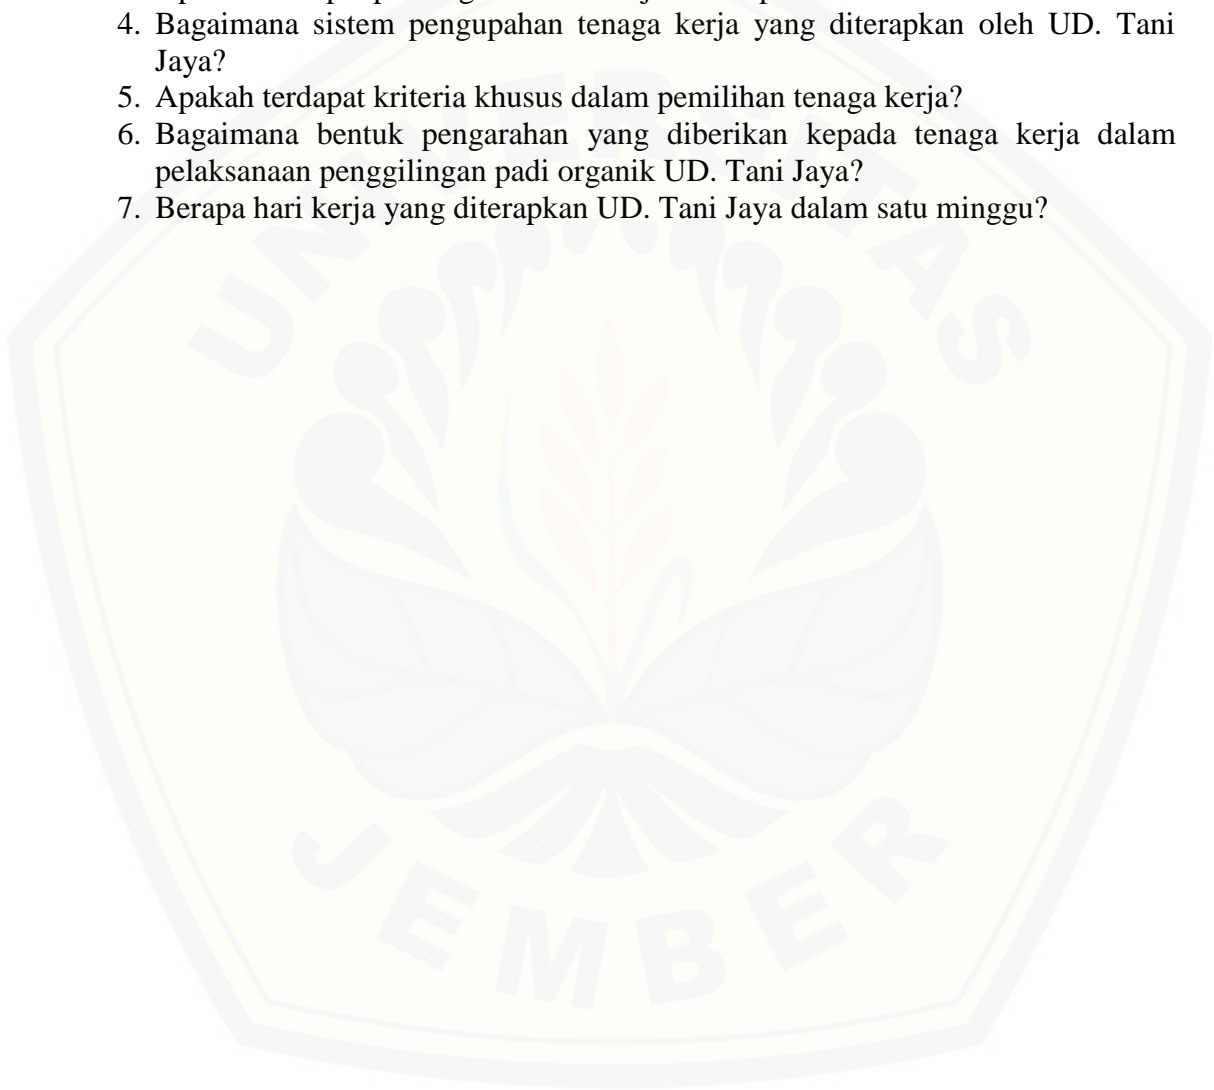 4. Bagaimana sistem pengupahan tenaga kerja yang diterapkan oleh UD. Tani
Jaya?
5. Apakah terdapat kriteria khusus dalam pemilihan tenaga kerja?
6. Bagaimana bentuk pengarahan yang diberikan kepada tenaga kerja dalam
pelaksanaan penggilingan padi organik UD. Tani Jaya?
7. Berapa hari kerja yang diterapkan UD. Tani Jaya dalam satu minggu?
UNIVERSITAS
JEMBER